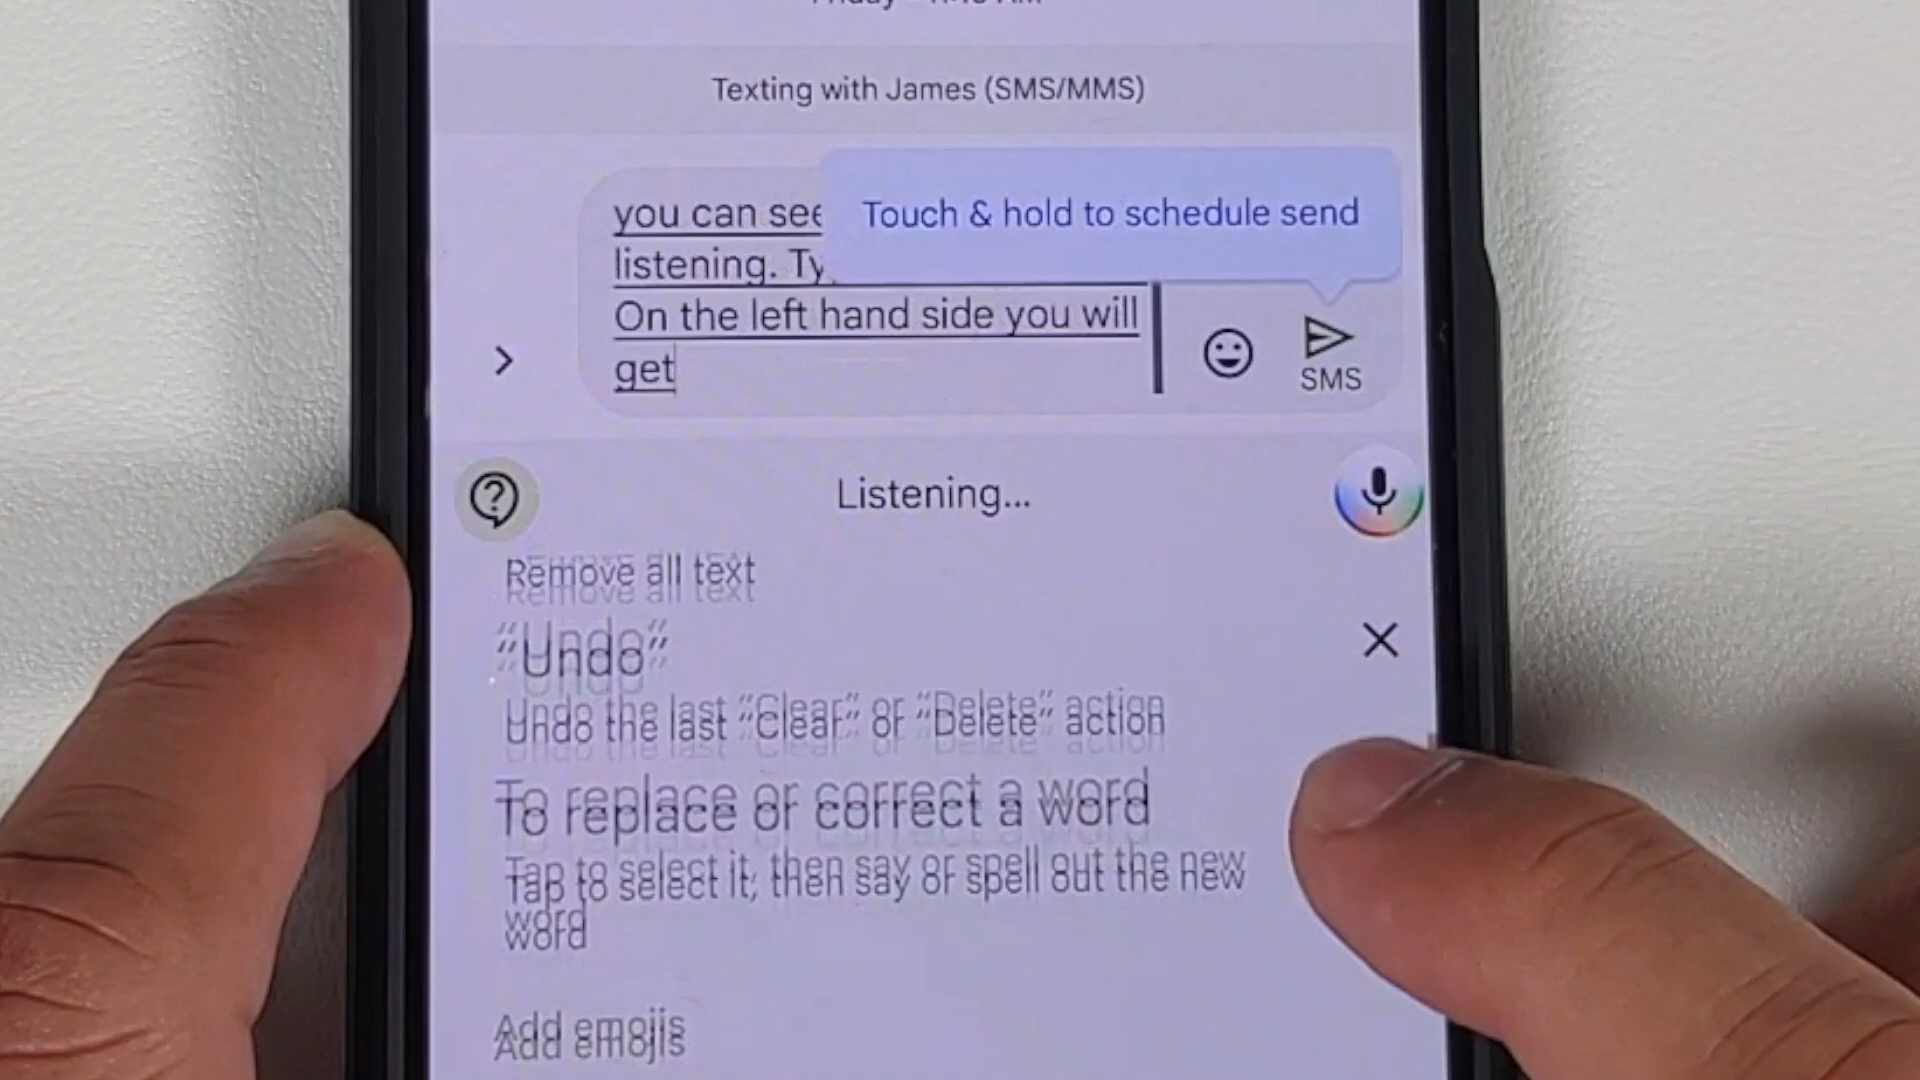 Texting with James (SMS/MMS)
you can see
Touch & hold to schedule send
listening.
On the left hand side you will
get
SMS
Listening...
Remove all text
“Undo”
Undo the last “Clear” or “Delete” action
To replace or correct a word
Tap to select it, then say or spell out the new
word
Add emojis